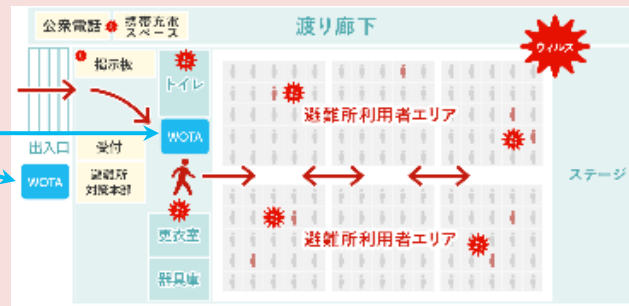 公衆電話
携帯充電
スペース
渡り廊下
ウィルス
掲示板
トイレ
避難所利用者エリア
WOTA
出入口
受付
WOTA
避難所
対策本部
ステージ
更衣室
避難所利用者エリア
器具庫